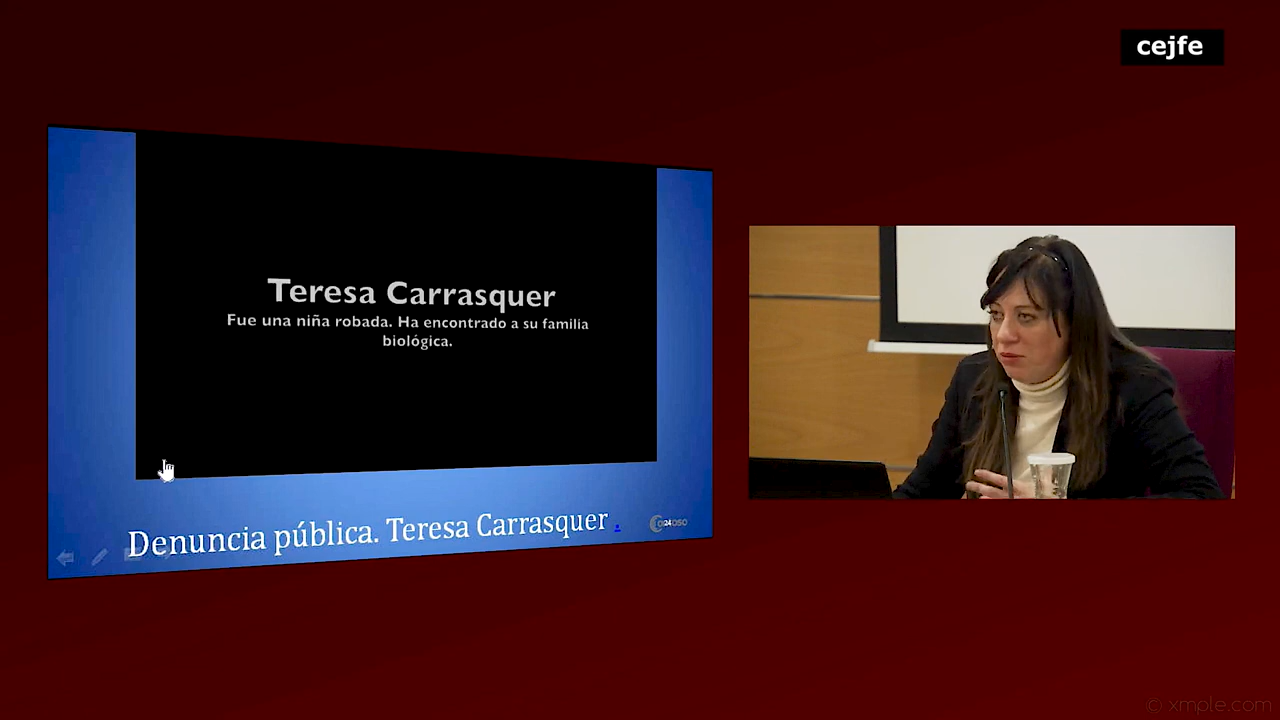 cejfe
Teresa Carrasquer
Fue una niña robada. Ha encontrado a su familia
biológica.
Denuncia pública. Teresa Carrasquer
© xmple.com